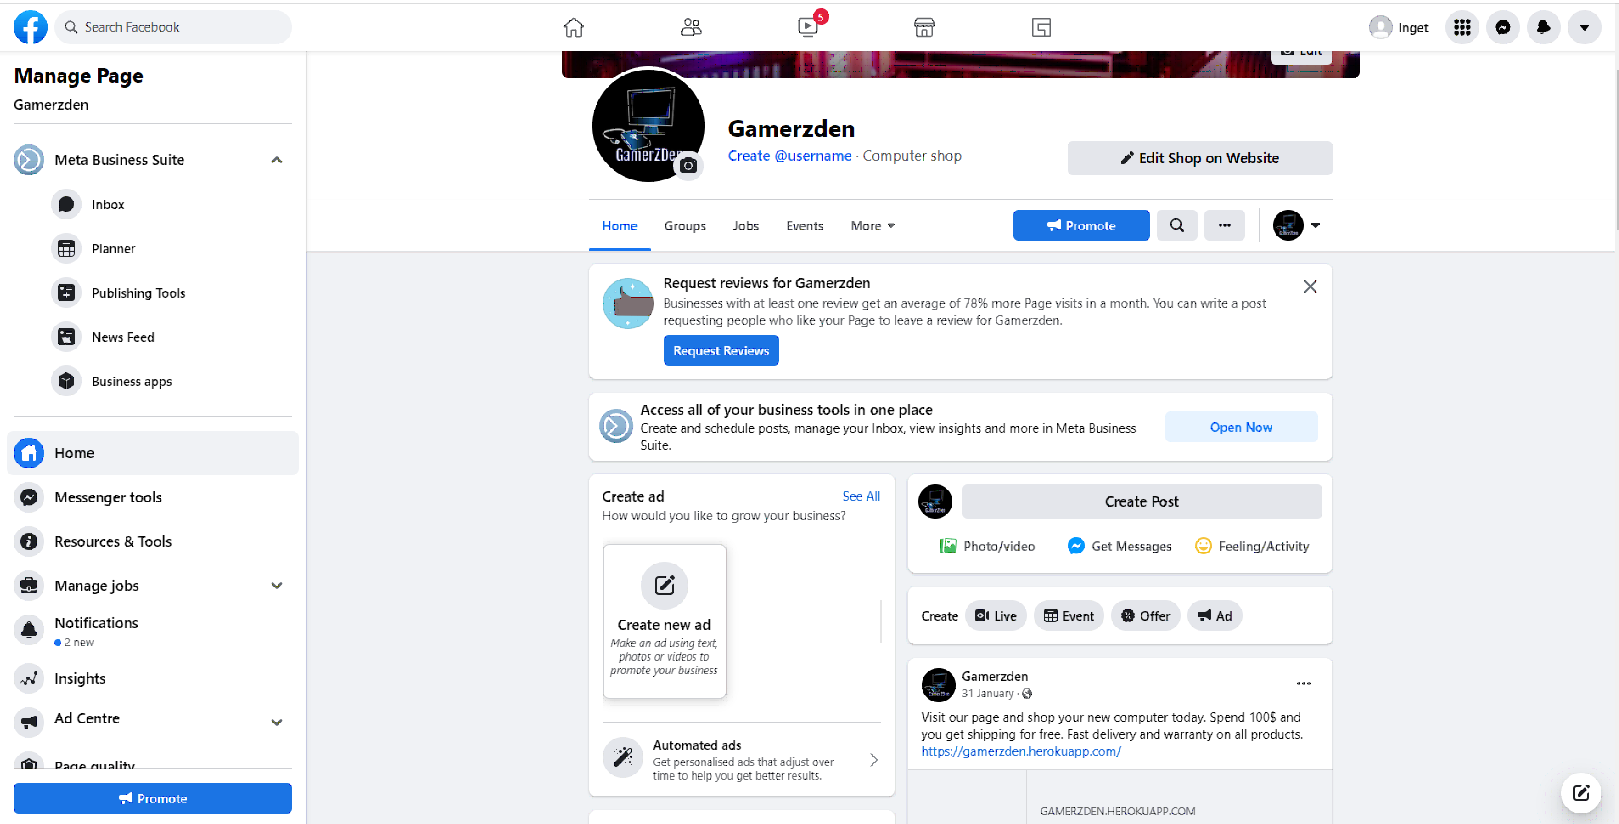 Search Facebook
5
Inget
Manage Page
Gamerzden
Meta Business Suite
Inbox
Planner
Publishing Tools
News Feed
Business apps
Home
Messenger tools
Resources & Tools
Manage jobs
Notifications
2 new
Insights
Ad Centre
Page quality
Promote
Edit
GamerZDen
Gamerzden
Create @username · Computer shop
Edit Shop on Website
Home
Groups
Jobs
Events
More
Promote
Request reviews for Gamerzden
Businesses with at least one review get an average of 78% more Page visits in a month. You can write a post
requesting people who like your Page to leave a review for Gamerzden.
Request Reviews
Access all of your business tools in one place
Create and schedule posts, manage your Inbox, view insights and more in Meta Business
Suite.
Open Now
Create ad
See All
How would you like to grow your business?
Create new ad
Make an ad using text,
photos or videos to
promote your business
Automated ads
Get personalised ads that adjust over
time to help you get better results.
Create Post
Photo/video
Get Messages
Feeling/Activity
Create
Live
Event
Offer
Ad
Gamerzden
31 January ·
Visit our page and shop your new computer today. Spend 100$ and
you get shipping for free. Fast delivery and warranty on all products.
https://gamerzden.herokuapp.com/
GAMERZDEN.HEROKUAPP.COM